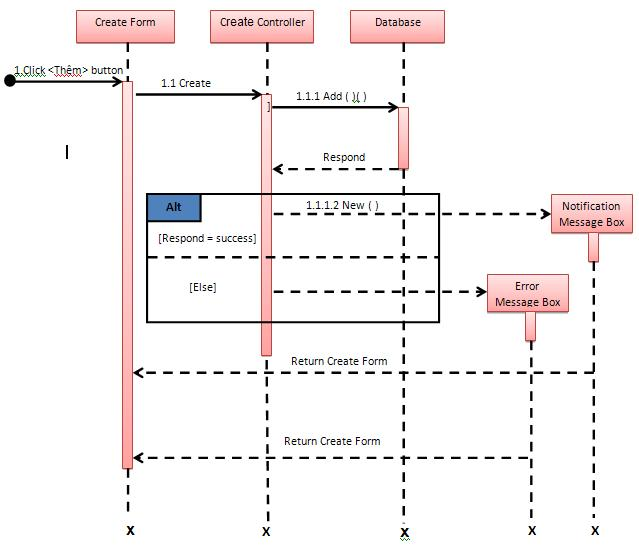 Create Form
Create Controller
Database
1.Click <Thêm> button
1.1 Create
1.1.1 Add ( )( )
]
Respond
Alt
1.1.1.2 New ( )
Notification
Message Box
[Respond = success]
[Else]
Error
Message Box
Return Create Form
Return Create Form
X
X
X
X
X